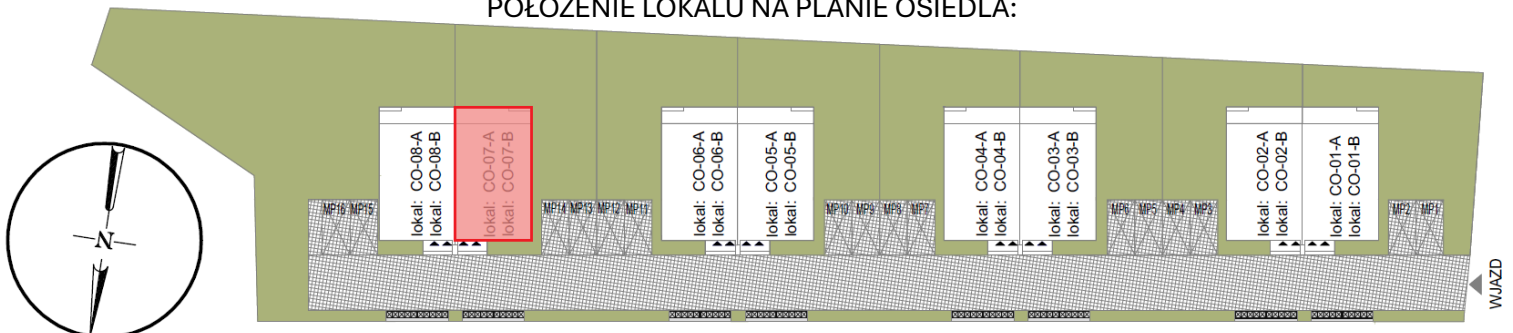 POŁOŻENIE LOKALU NA PLANIE OSIEDLA:
lokal: CO-08-A
lokal: CO-08-B
lokal: CO-07-A
lokal: CO-07-B
lokal: CO-06-A
lokal: CO-06-B
lokal: CO-05-A
lokal: CO-05-B
lokal: CO-04-A
lokal: CO-04-B
lokal: CO-03-A
lokal: CO-03-B
lokal: CO-02-A
lokal: CO-02-B
lokal: CO-01-A
lokal: CO-01-B
MP16 MP15
MP14 MP13 MP12 MP11
MP10 MP9 MP8 MP7
MP6 MP5 MP4 MP3
MP2 MP1
N
WJAZD